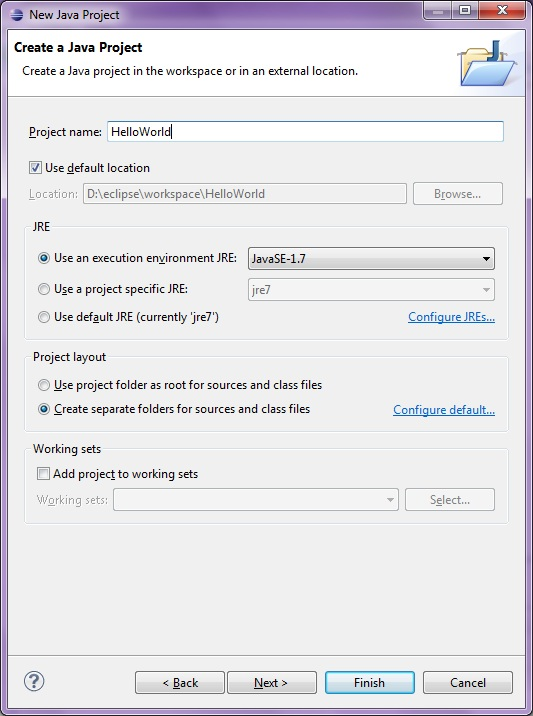 New Java Project
Create a Java Project
Create a Java project in the workspace or in an external location.
Project name: HelloWorld
Use default location
Location: D:\eclipse\workspace\HelloWorld Browse...
JRE
Use an execution environment JRE: JavaSE-1.7
Use a project specific JRE: jre7
Use default JRE (currently 'jre7') Configure JREs...
Project layout
Use project folder as root for sources and class files
Create separate folders for sources and class files Configure default...
Working sets
Add project to working sets
Working sets: Select...
? < Back Next > Finish Cancel